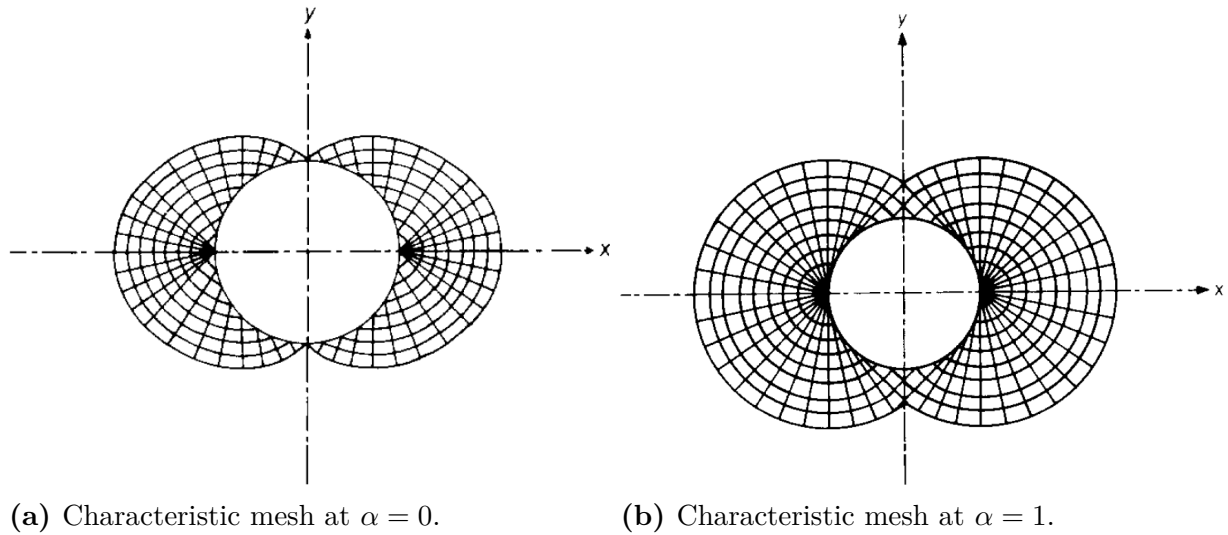 y
x
y
x
(a) Characteristic mesh at α = 0.
(b) Characteristic mesh at α = 1.